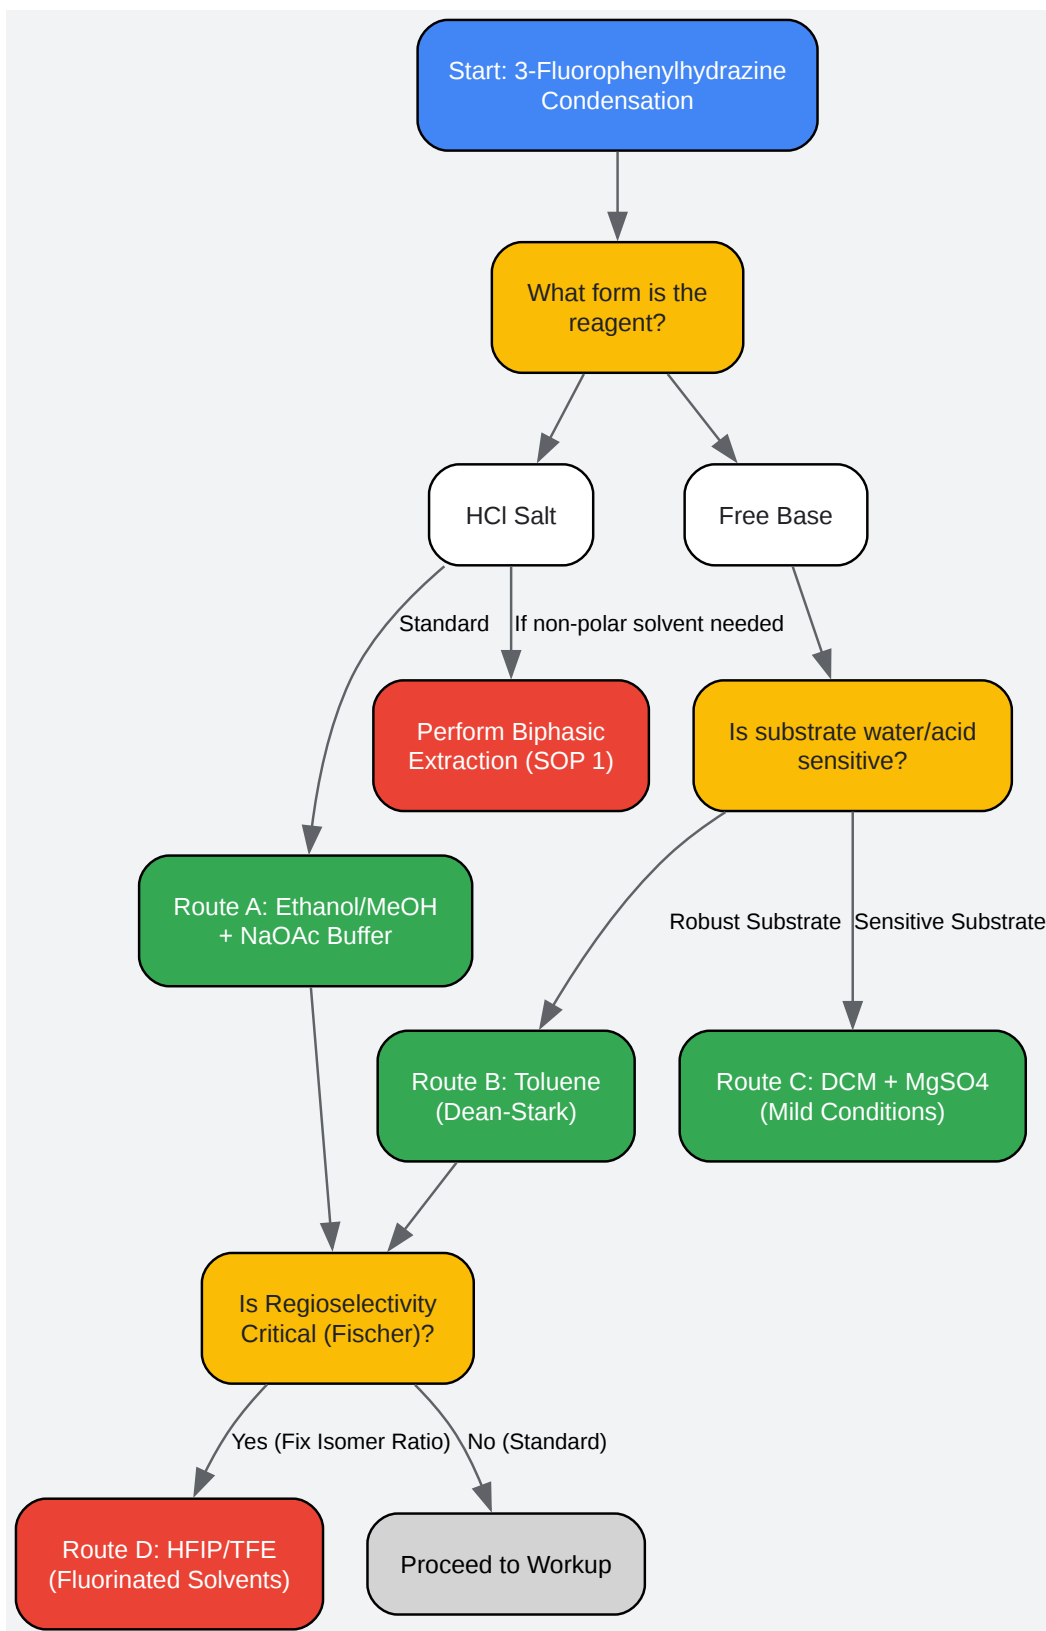 Start: 3-Fluorophenylhydrazine
Condensation
What form is the
reagent?
HCl Salt
Free Base
Standard
If non-polar solvent needed
Perform Biphasic
Extraction (SOP 1)
Is substrate water/acid
sensitive?
Route A: Ethanol/MeOH
+ NaOAc Buffer
Robust Substrate
Sensitive Substrate
Route B: Toluene
(Dean-Stark)
Route C: DCM + MgSO4
(Mild Conditions)
Is Regioselectivity
Critical (Fischer)?
Yes (Fix Isomer Ratio)
No (Standard)
Route D: HFIP/TFE
(Fluorinated Solvents)
Proceed to Workup